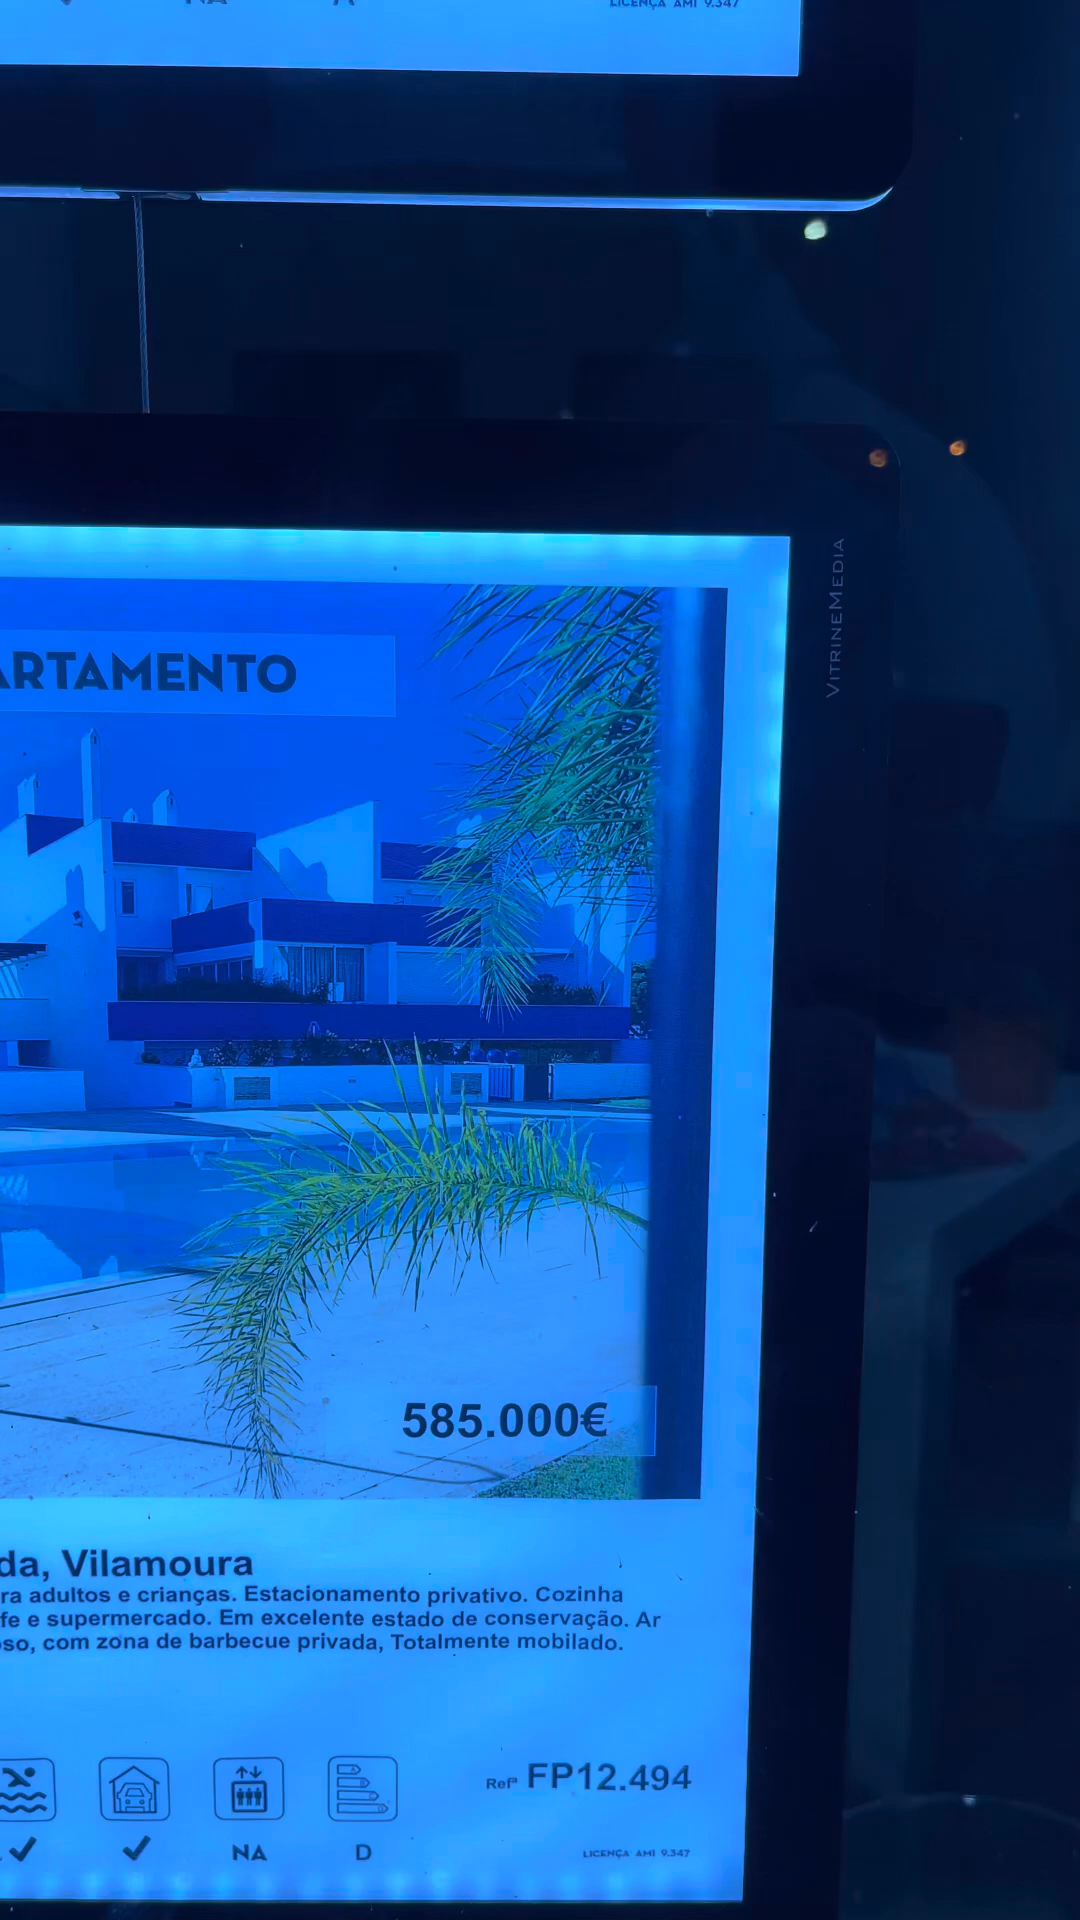 NA A
LICENÇA AMI 9.347
VITRINEMEDIA
ARTAMENTO
585.000€
da, Vilamoura
ra adultos e crianças. Estacionamento privativo. Cozinha
fe e supermercado. Em excelente estado de conservação. Ar
oso, com zona de barbecue privada, Totalmente mobilado.
Refª FP12.494
NA D
LICENÇA AMI 9.347